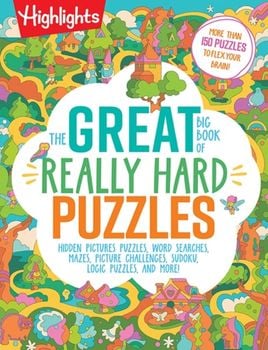 Highlights
MORE THAN
150 PUZZLES
TO FLEX YOUR
BRAIN!
THE GREAT BIG BOOK OF
REALLY HARD
PUZZLES
HIDDEN PICTURES PUZZLES, WORD SEARCHES,
MAZES, PICTURE CHALLENGES, SUDOKU,
LOGIC PUZZLES, AND MORE!